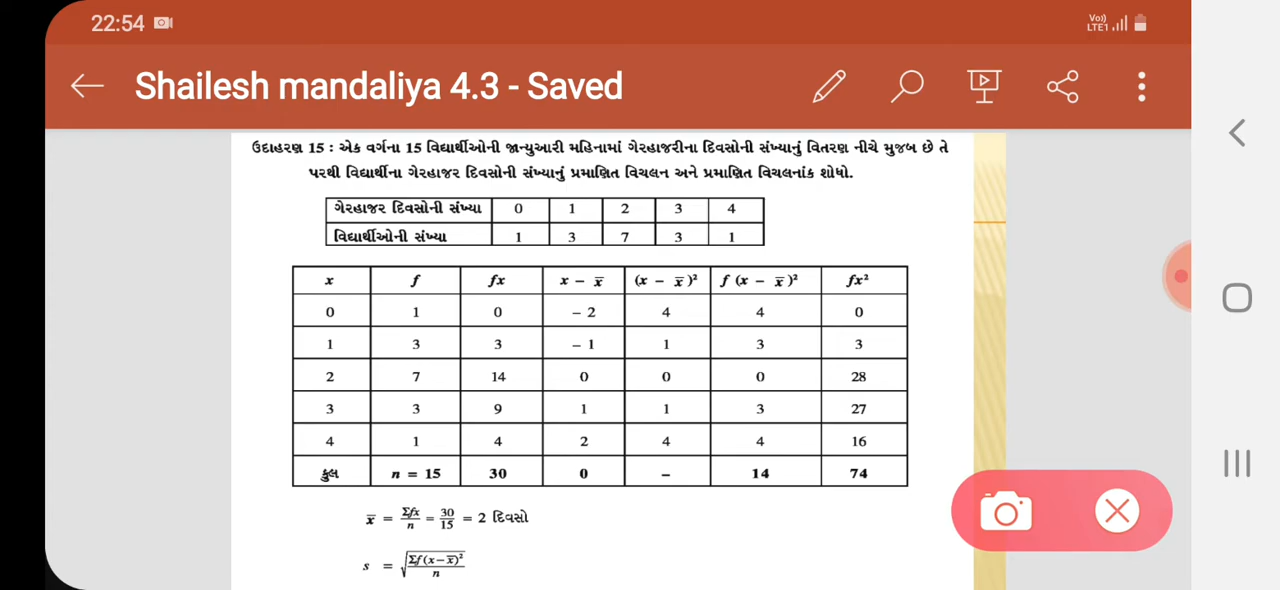 22:54
Vo)) LTE1
Shailesh mandaliya 4.3 - Saved
ઉદાહરણ 15 : એક વર્ગના 15 વિદ્યાર્થીઓની જાન્યુઆરી મહિનામાં ગેરહાજરીના દિવસોની સંખ્યાનું વિતરણ નીચે મુજબ છે તે
પરથી વિદ્યાર્થીના ગેરહાજર દિવસોની સંખ્યાનું પ્રમાણિત વિચલન અને પ્રમાણિત વિચલનાંક શોધો.
ગેરહાજર દિવસોની સંખ્યા 0 1 2 3 4
વિદ્યાર્થીઓની સંખ્યા 1 3 7 3 1
x f fx x – x̄ (x – x̄)² f (x – x̄)² fx²
0 1 0 – 2 4 4 0
1 3 3 – 1 1 3 3
2 7 14 0 0 0 28
3 3 9 1 1 3 27
4 1 4 2 4 4 16
કુલ n = 15 30 0 – 14 74
x̄ = Σfx/n = 30/15 = 2 દિવસો
s = √(Σf(x–x̄)²/n)